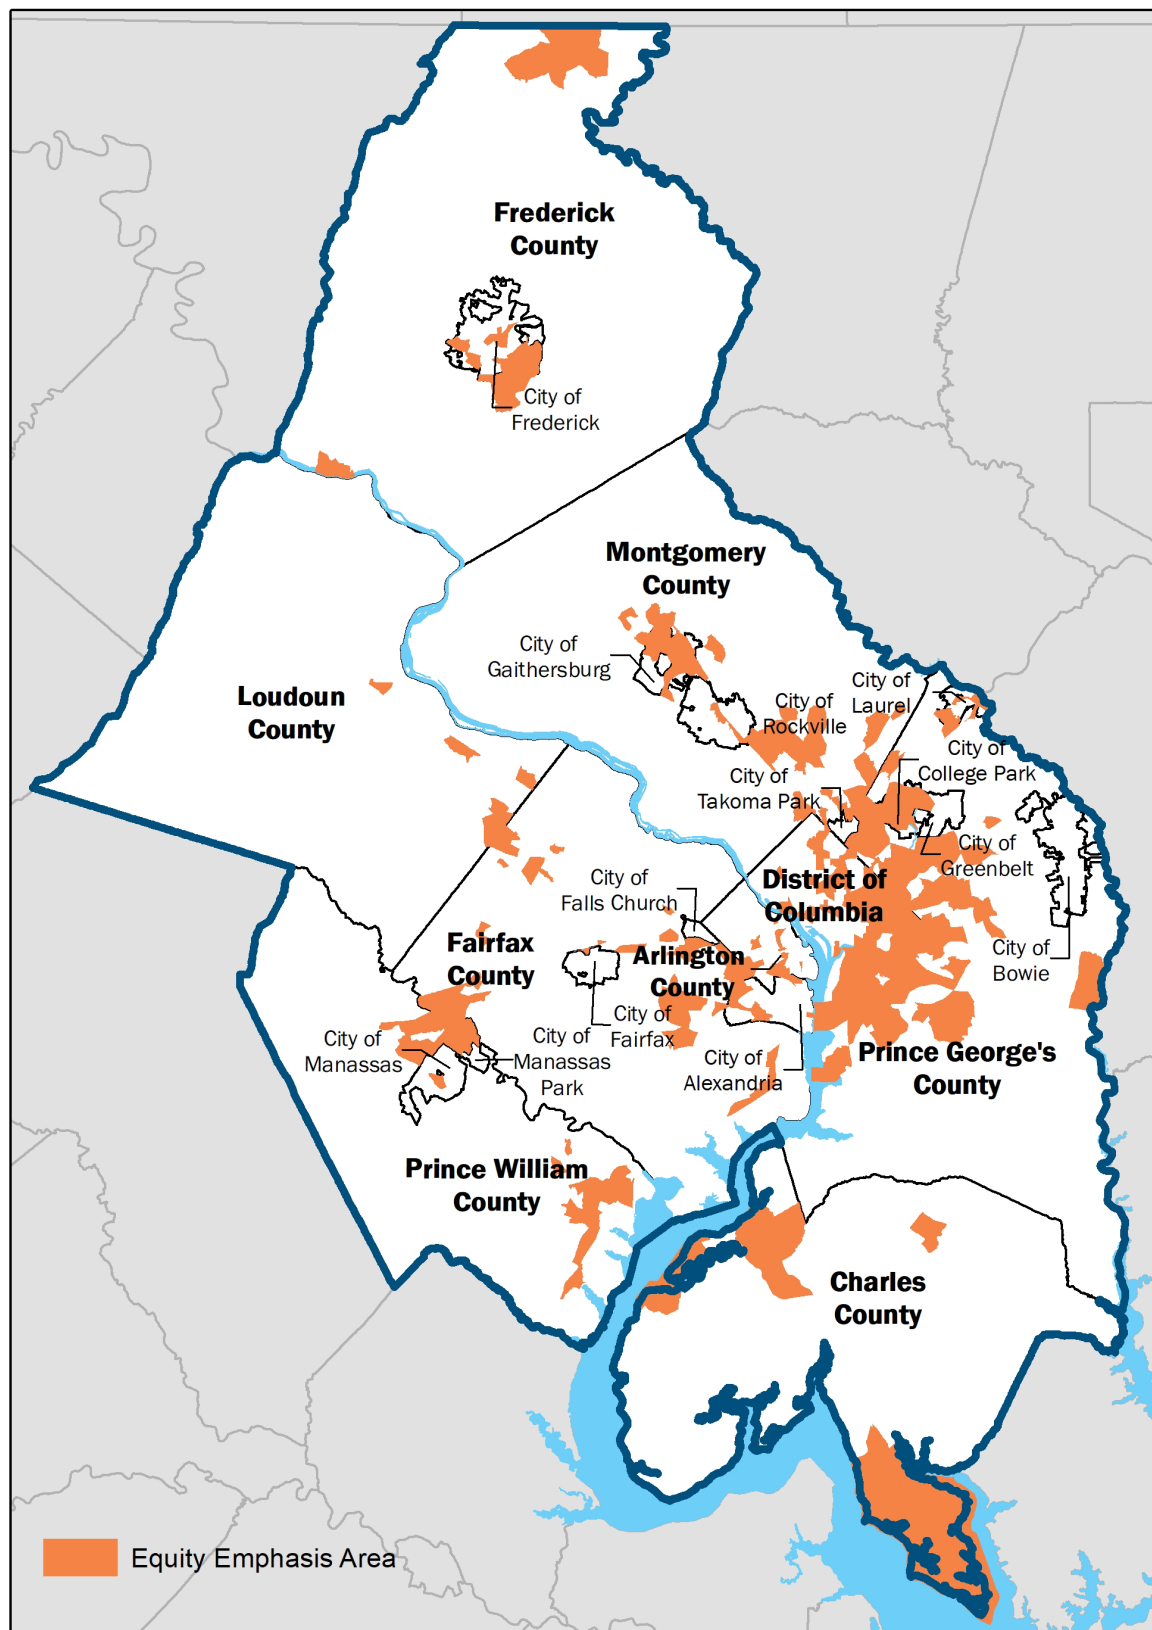 Frederick
County
City of
Frederick
Montgomery
County
City of
Gaithersburg
City of
Laurel
Loudoun
County
City of
Rockville
City of
College Park
City of
Takoma Park
City of
Greenbelt
City of
Falls Church
District of
Columbia
Fairfax
County
Arlington
County
City of
Bowie
City of
Fairfax
City of
Manassas
City of
Manassas
Park
City of
Alexandria
Prince George's
County
Prince William
County
Charles
County
Equity Emphasis Area